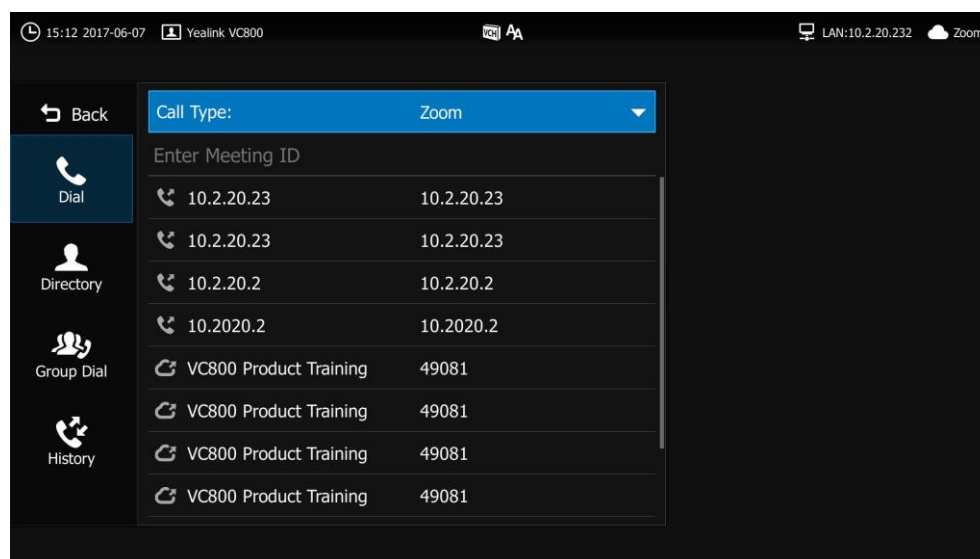 15:12 2017-06-07 Yealink VC800 VCH AA LAN:10.2.20.232 Zoom
Back
Call Type: Zoom
Enter Meeting ID
Dial
10.2.20.23 10.2.20.23
10.2.20.23 10.2.20.23
Directory
10.2.20.2 10.2.20.2
10.2020.2 10.2020.2
Group Dial
VC800 Product Training 49081
VC800 Product Training 49081
History
VC800 Product Training 49081
VC800 Product Training 49081